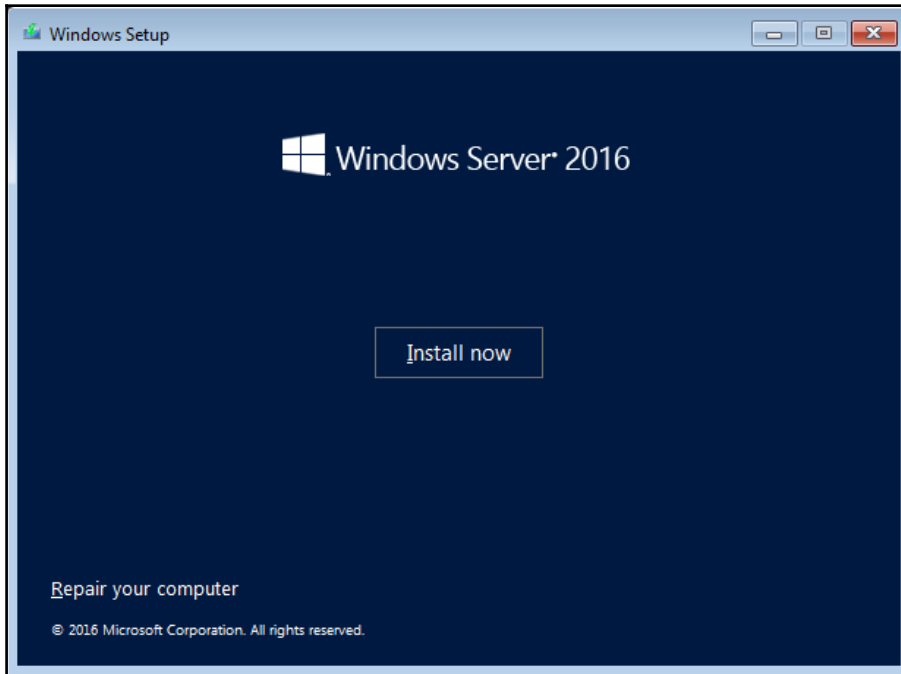 Windows Setup
Windows Server® 2016
Install now
Repair your computer
© 2016 Microsoft Corporation. All rights reserved.